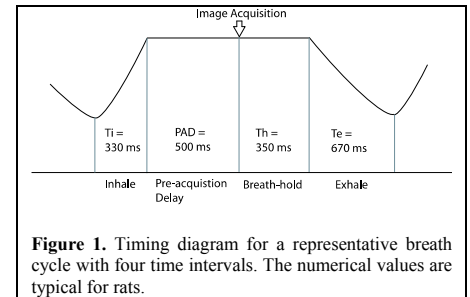 Image Acquisition
Ti = PAD = Th = Te =
330 ms 500 ms 350 ms 670 ms
Inhale Pre-acquistion Breath-hold Exhale
Delay
Figure 1. Timing diagram for a representative breath
cycle with four time intervals. The numerical values are
typical for rats.